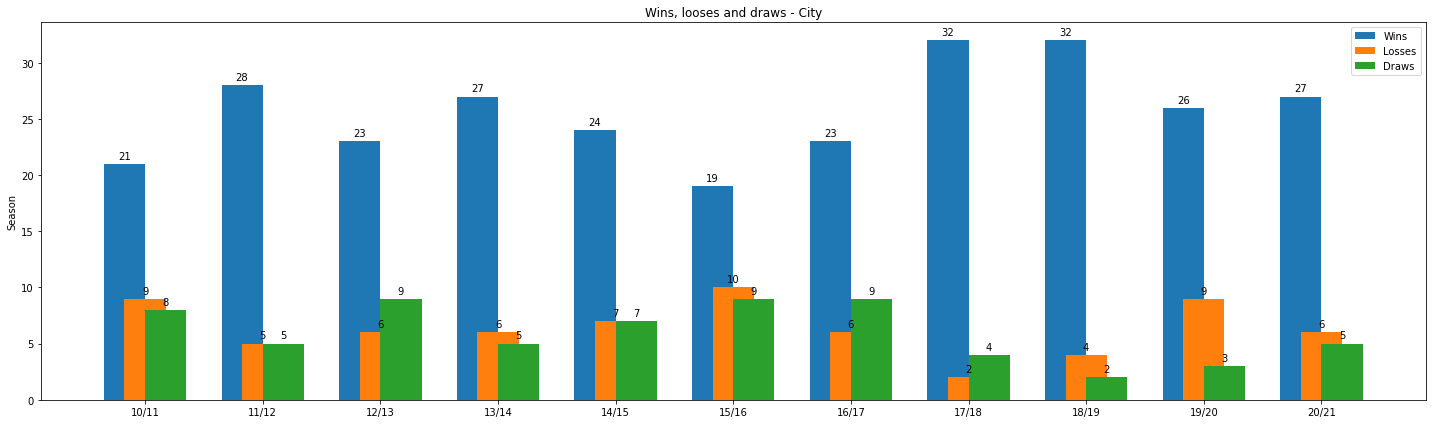 Wins, looses and draws - City
Wins
Losses
Draws
Season
30
25
20
15
10
5
0
21 9 8
28 5 5
23 6 9
27 6 5
24 7 7
19 10 9
23 6 9
32 2 4
32 4 2
26 9 3
27 6 5
10/11 11/12 12/13 13/14 14/15 15/16 16/17 17/18 18/19 19/20 20/21